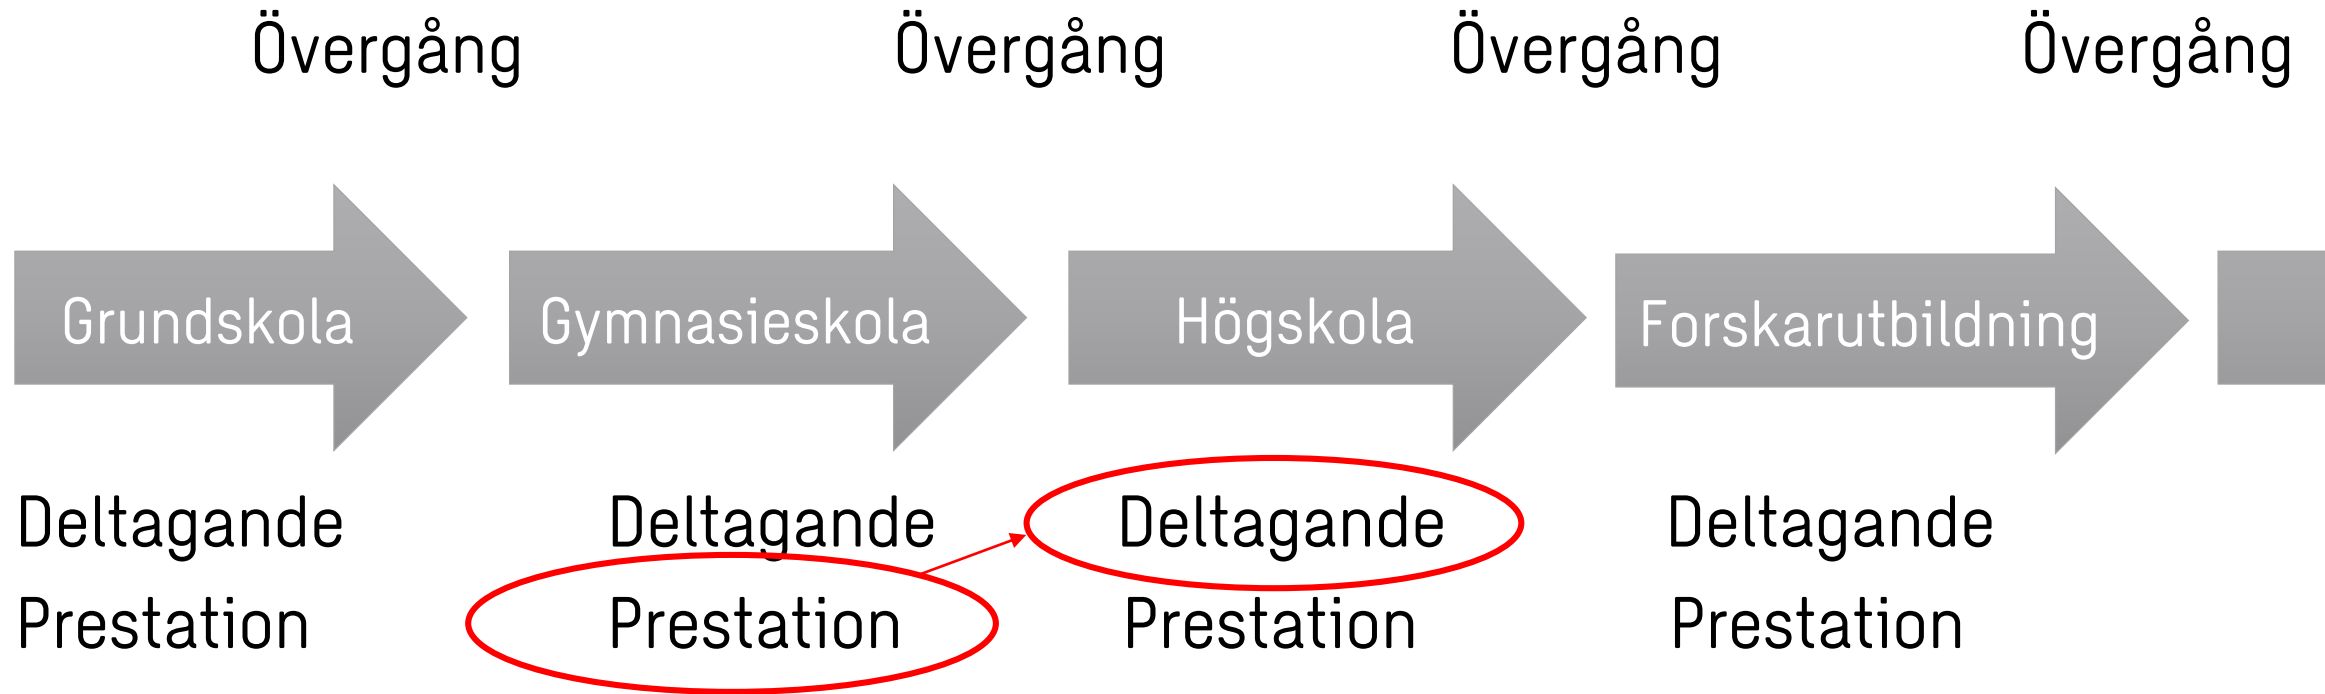 Övergång Övergång Övergång Övergång
Grundskola Gymnasieskola Högskola Forskarutbildning
Deltagande Deltagande Deltagande Deltagande
Prestation Prestation Prestation Prestation